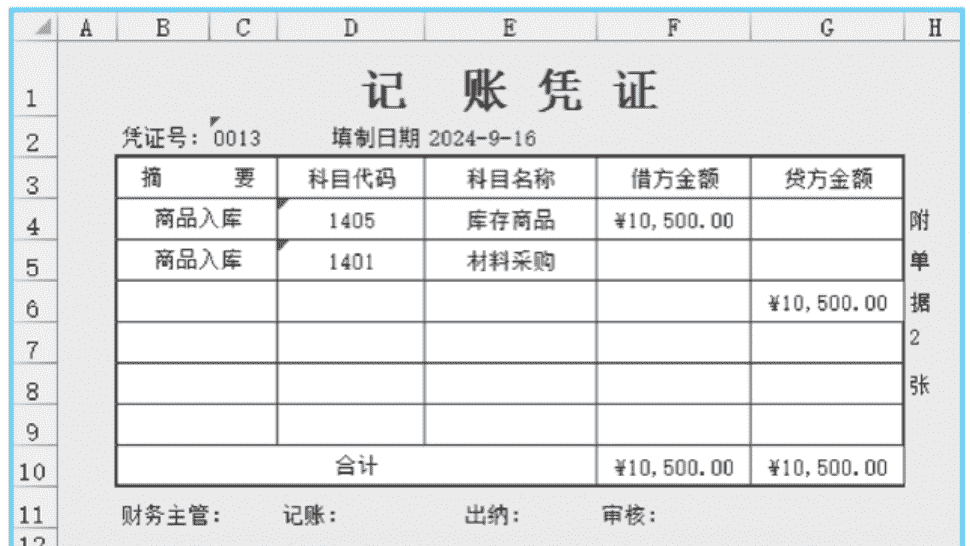 A B C D E F G H
1 记 账 凭 证
2 凭证号: 0013 填制日期 2024-9-16
3 摘 要 科目代码 科目名称 借方金额 贷方金额
4 商品入库 1405 库存商品 ¥10,500.00 附
5 商品入库 1401 材料采购 单
6 ¥10,500.00 据
7 2
8 张
9
10 合计 ¥10,500.00 ¥10,500.00
11 财务主管: 记账: 出纳: 审核:
12